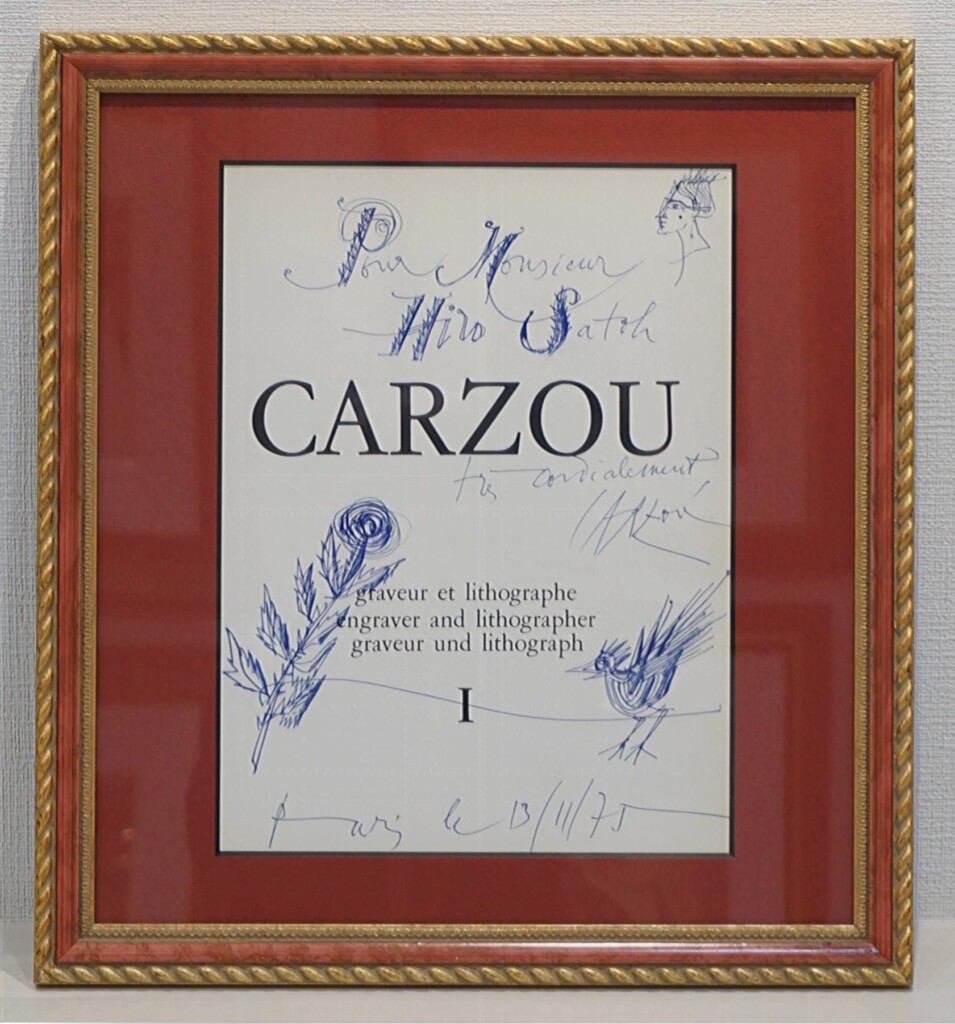 Pour Monsieur
Hiro Satoh
CARZOU
très cordialement
CARZOU
graveur et lithographe
engraver and lithographer
graveur und lithograph
I
Paris le 13/11/75